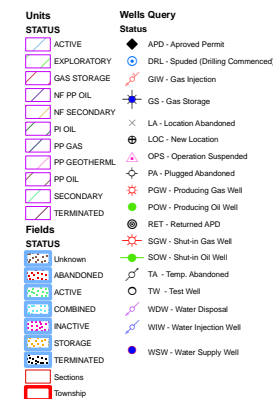 Units
STATUS
ACTIVE
EXPLORATORY
GAS STORAGE
NF PP OIL
NF SECONDARY
PI OIL
PP GAS
PP GEOTHERML
PP OIL
SECONDARY
TERMINATED
Fields
STATUS
Unknown
ABANDONED
ACTIVE
COMBINED
INACTIVE
STORAGE
TERMINATED
Sections
Township
Wells Query
Status
APD - Aproved Permit
DRL - Spuded (Drilling Commenced)
GIW - Gas Injection
GS - Gas Storage
LA - Location Abandoned
LOC - New Location
OPS - Operation Suspended
PA - Plugged Abandoned
PGW - Producing Gas Well
POW - Producing Oil Well
RET - Returned APD
SGW - Shut-in Gas Well
SOW - Shut-in Oil Well
TA - Temp. Abandoned
TW - Test Well
WDW - Water Disposal
WIW - Water Injection Well
WSW - Water Supply Well